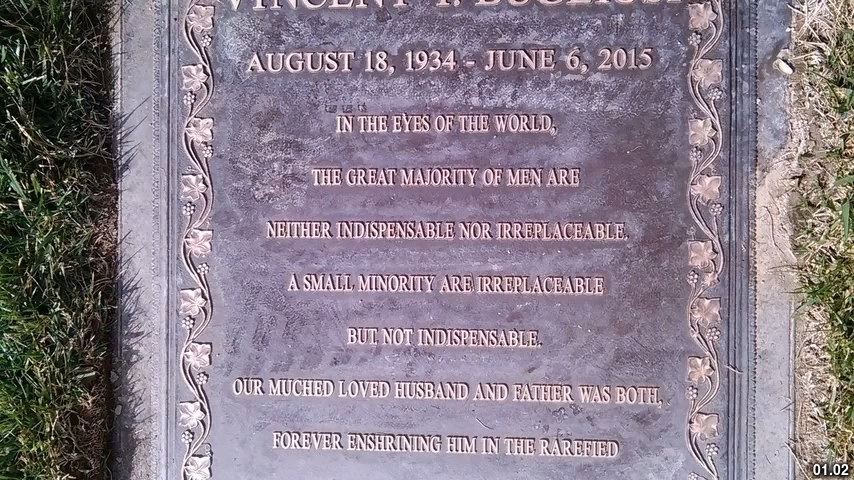 VINCENT T. BUGLIOSI
AUGUST 18, 1934 - JUNE 6, 2015
IN THE EYES OF THE WORLD,
THE GREAT MAJORITY OF MEN ARE
NEITHER INDISPENSABLE NOR IRREPLACEABLE.
A SMALL MINORITY ARE IRREPLACEABLE
BUT NOT INDISPENSABLE.
OUR MUCHED LOVED HUSBAND AND FATHER WAS BOTH,
FOREVER ENSHRINING HIM IN THE RAREFIED
01.02